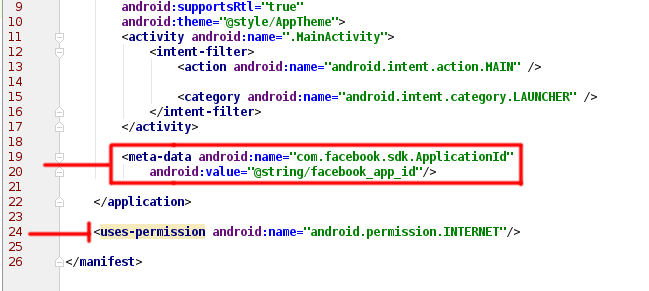 9 android:supportsRtl="true"
10 android:theme="@style/AppTheme">
11 <activity android:name=".MainActivity">
12 <intent-filter>
13 <action android:name="android.intent.action.MAIN" />
14
15 <category android:name="android.intent.category.LAUNCHER" />
16 </intent-filter>
17 </activity>
18
19 <meta-data android:name="com.facebook.sdk.ApplicationId"
20 android:value="@string/facebook_app_id"/>
21
22 </application>
23
24 <uses-permission android:name="android.permission.INTERNET"/>
25
26 </manifest>